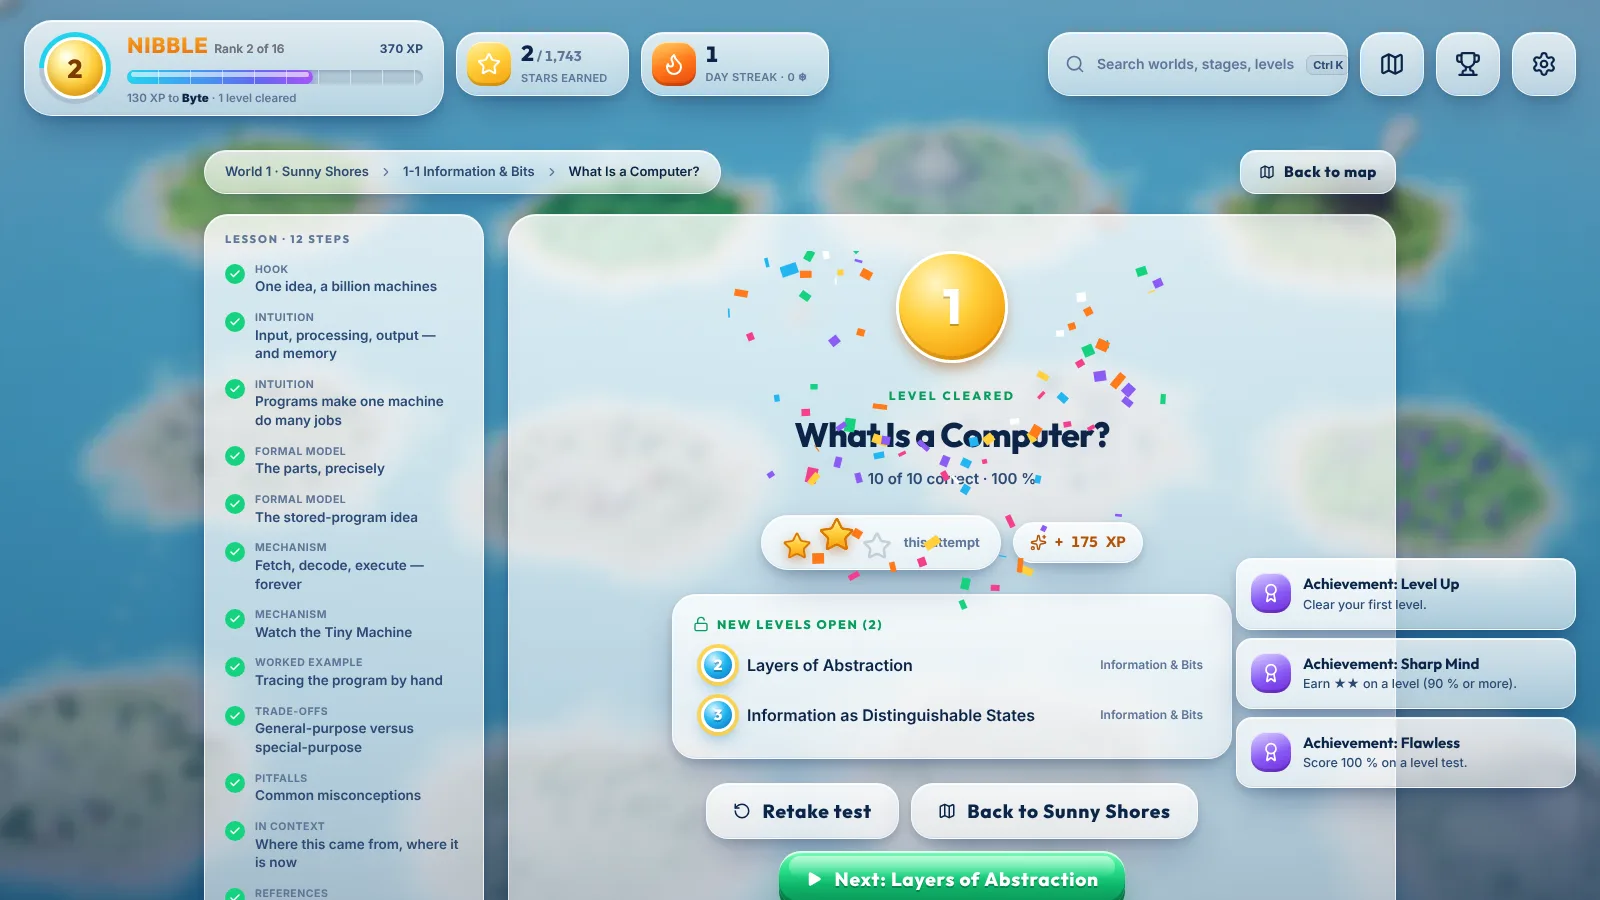 2
NIBBLE Rank 2 of 16 370 XP
130 XP to Byte · 1 level cleared
2 / 1,743
STARS EARNED
1
DAY STREAK · 0 ❄
Search worlds, stages, levels Ctrl K
World 1 · Sunny Shores > 1-1 Information & Bits > What Is a Computer?
Back to map
LESSON · 12 STEPS
HOOK
One idea, a billion machines
INTUITION
Input, processing, output —
and memory
INTUITION
Programs make one machine
do many jobs
FORMAL MODEL
The parts, precisely
FORMAL MODEL
The stored-program idea
MECHANISM
Fetch, decode, execute —
forever
MECHANISM
Watch the Tiny Machine
WORKED EXAMPLE
Tracing the program by hand
TRADE-OFFS
General-purpose versus
special-purpose
PITFALLS
Common misconceptions
IN CONTEXT
Where this came from, where it
is now
REFERENCES
1
LEVEL CLEARED
What Is a Computer?
10 of 10 correct · 100 %
this attempt
+ 175 XP
NEW LEVELS OPEN (2)
2 Layers of Abstraction Information & Bits
3 Information as Distinguishable States Information & Bits
Retake test
Back to Sunny Shores
Next: Layers of Abstraction
Achievement: Level Up
Clear your first level.
Achievement: Sharp Mind
Earn ★★ on a level (90 % or more).
Achievement: Flawless
Score 100 % on a level test.